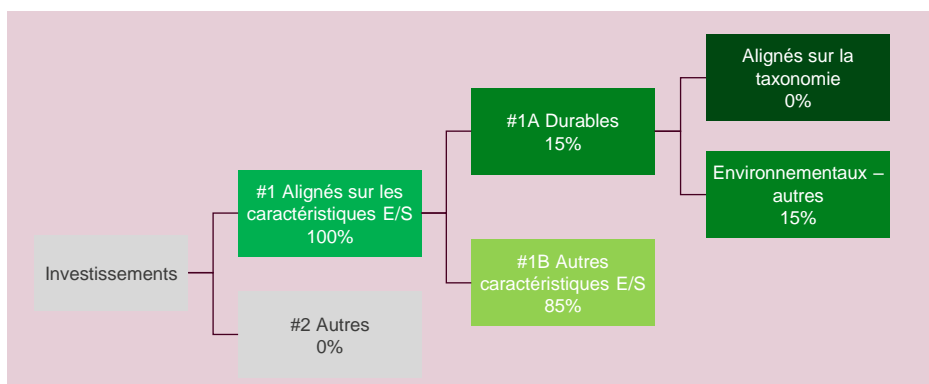 Investissements
#1 Alignés sur les
caractéristiques E/S
100%
#2 Autres
0%
#1A Durables
15%
#1B Autres
caractéristiques E/S
85%
Alignés sur la
taxonomie
0%
Environnementaux –
autres
15%